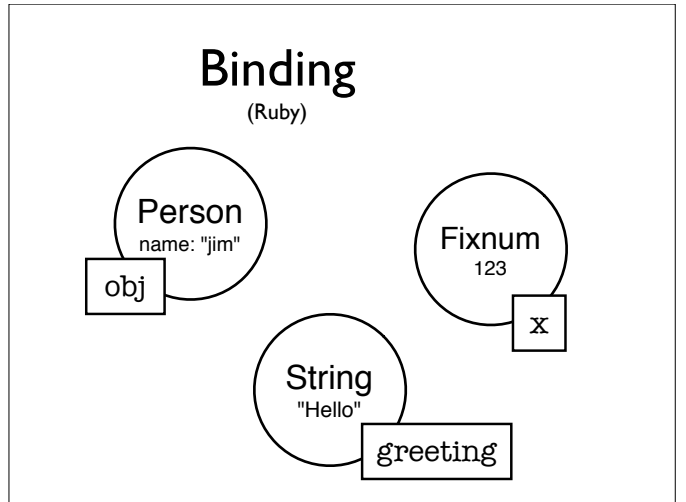 Binding
(Ruby)
Person
name: "jim"
obj
Fixnum
123
x
String
"Hello"
greeting